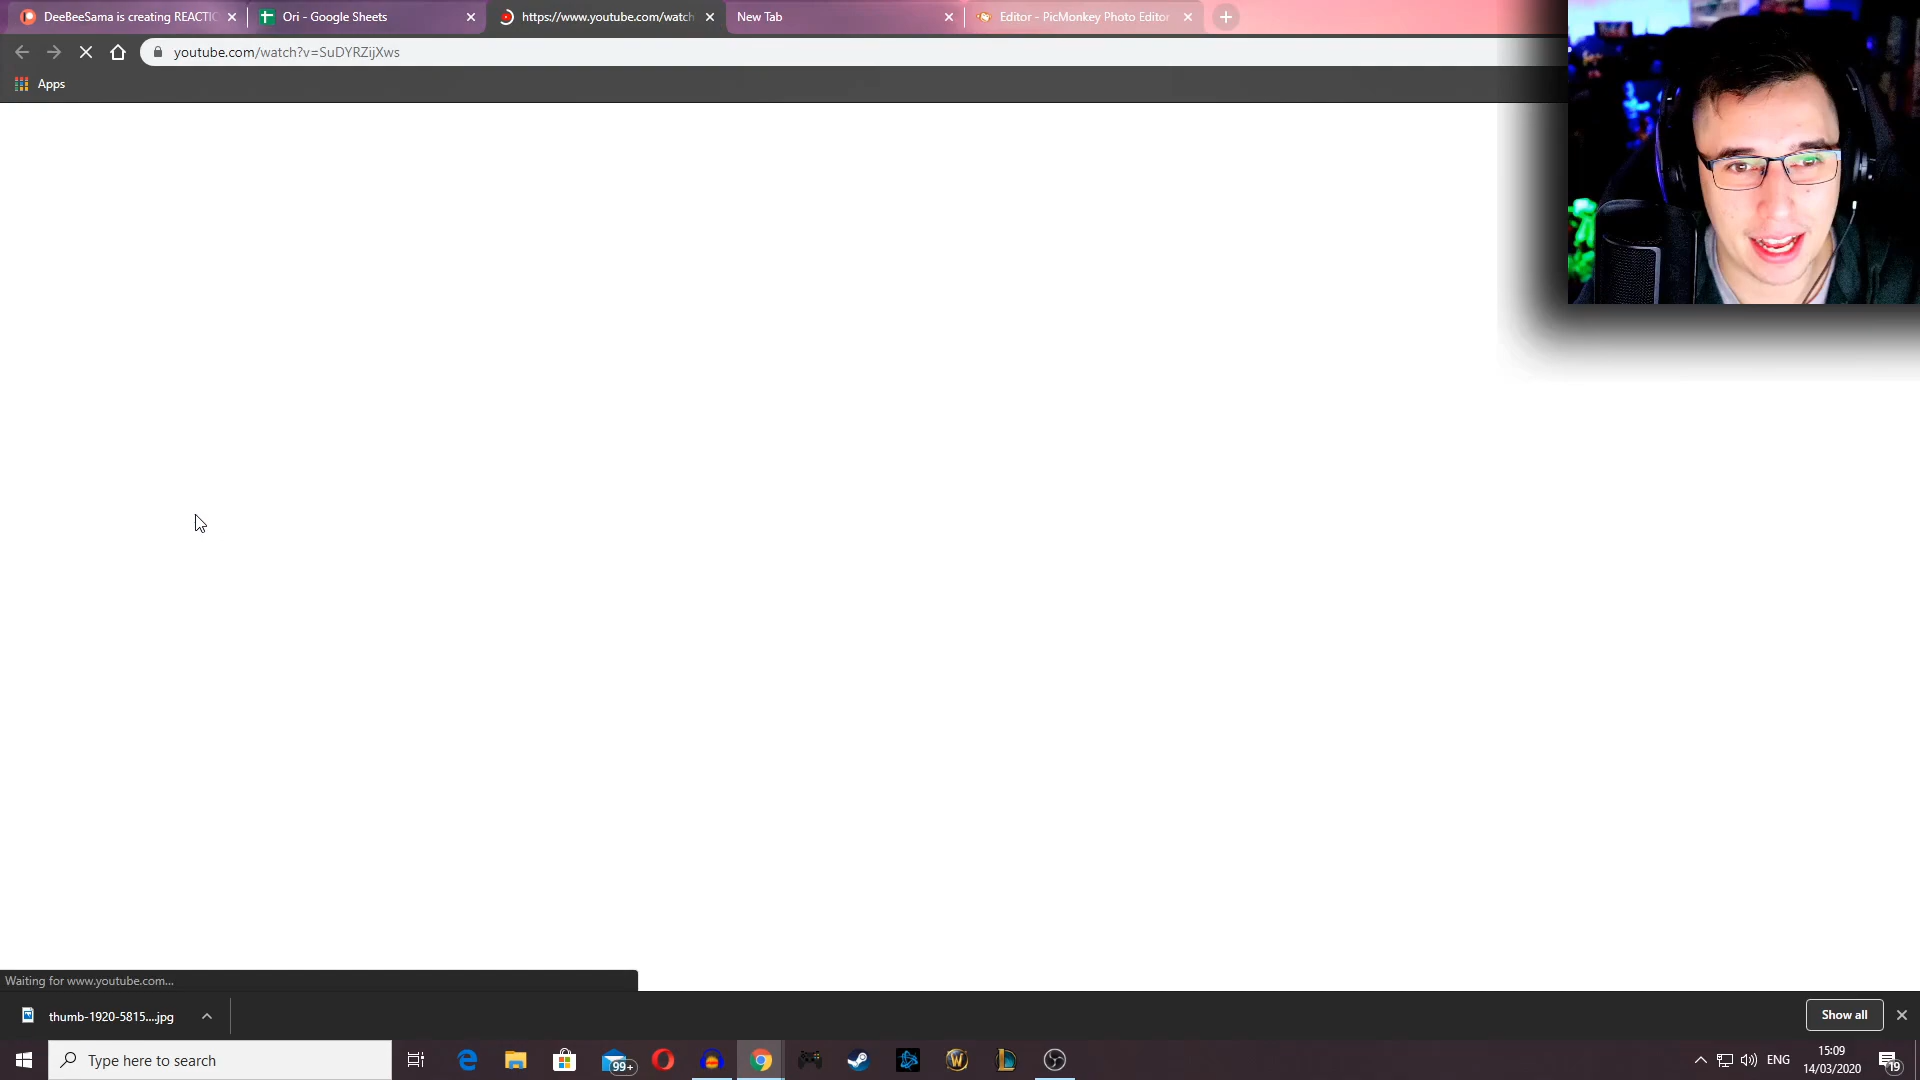 DeeBeeSama is creating REACTIO
Ori - Google Sheets
https://www.youtube.com/watch
New Tab
Editor - PicMonkey Photo Editor
youtube.com/watch?v=SuDYRZijXws
Apps
Waiting for www.youtube.com...
thumb-1920-5815....jpg
Show all
Type here to search
99+
ENG
15:09
14/03/2020
19